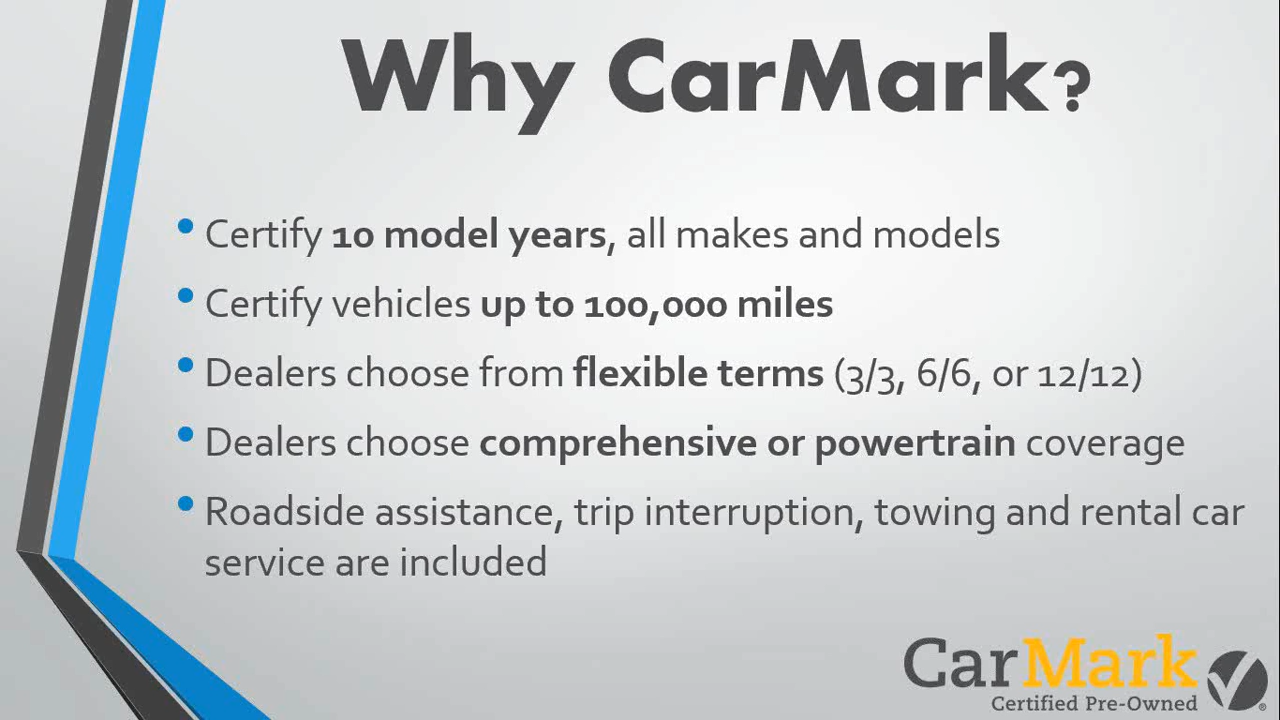 Why CarMark?
Certify 10 model years, all makes and models
Certify vehicles up to 100,000 miles
Dealers choose from flexible terms (3/3, 6/6, or 12/12)
Dealers choose comprehensive or powertrain coverage
Roadside assistance, trip interruption, towing and rental car
service are included
CarMark
Certified Pre-Owned ®